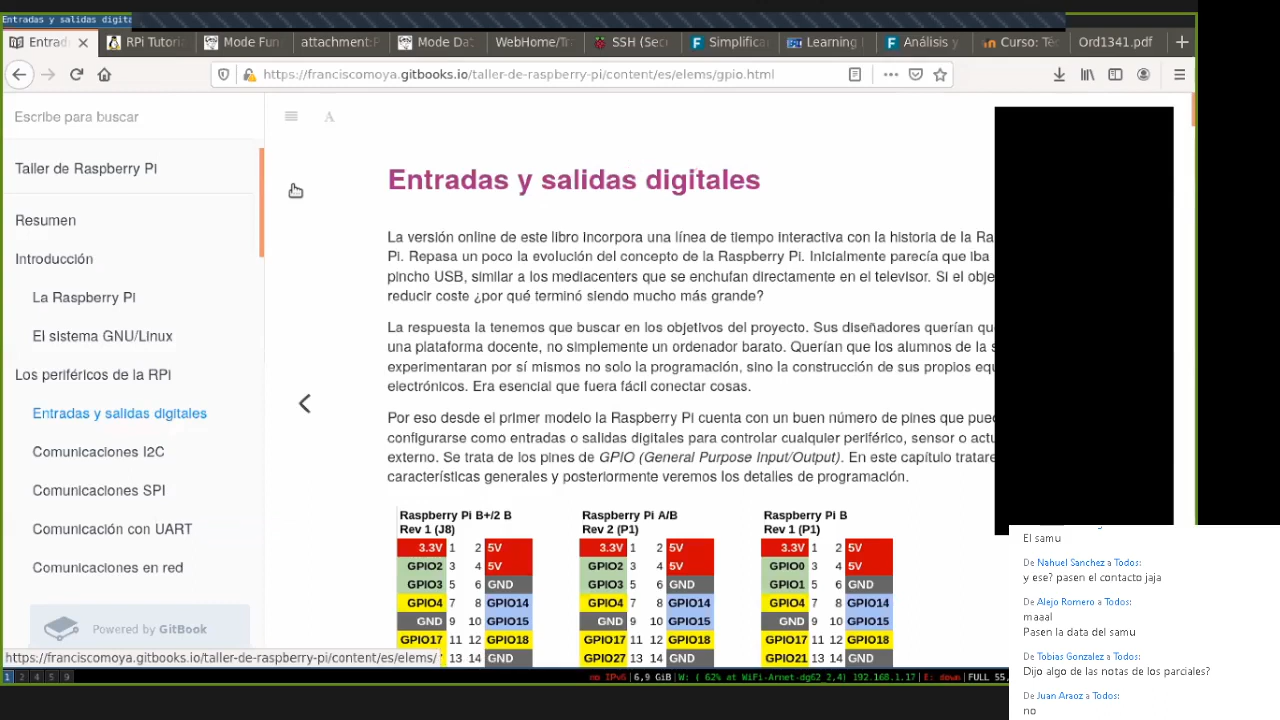 Entradas y salidas digita
Entrad
RPi Tutoria
Mode Fun
attachment:P
Mode Dat
WebHome/Tra
SSH (Sec
Simplifica
Learning
Análisis y
Curso: Té
Ord1341.pdf
https://franciscomoya.gitbooks.io/taller-de-raspberry-pi/content/es/elems/gpio.html
Escribe para buscar
A
Taller de Raspberry Pi
Resumen
Introducción
La Raspberry Pi
El sistema GNU/Linux
Los periféricos de la RPi
Entradas y salidas digitales
Comunicaciones I2C
Comunicaciones SPI
Comunicación con UART
Comunicaciones en red
Powered by GitBook
https://franciscomoya.gitbooks.io/taller-de-raspberry-pi/content/es/elems/
Entradas y salidas digitales
La versión online de este libro incorpora una línea de tiempo interactiva con la historia de la Ra
Pi. Repasa un poco la evolución del concepto de la Raspberry Pi. Inicialmente parecía que iba
pincho USB, similar a los mediacenters que se enchufan directamente en el televisor. Si el obje
reducir coste ¿por qué terminó siendo mucho más grande?
La respuesta la tenemos que buscar en los objetivos del proyecto. Sus diseñadores querían qu
una plataforma docente, no simplemente un ordenador barato. Querían que los alumnos de la s
experimentaran por sí mismos no solo la programación, sino la construcción de sus propios equ
electrónicos. Era esencial que fuera fácil conectar cosas.
Por eso desde el primer modelo la Raspberry Pi cuenta con un buen número de pines que pued
configurarse como entradas o salidas digitales para controlar cualquier periférico, sensor o actu
externo. Se trata de los pines de GPIO (General Purpose Input/Output). En este capítulo tratare
características generales y posteriormente veremos los detalles de programación.
Raspberry Pi B+/2 B
Rev 1 (J8)
3.3V 1 2 5V
GPIO2 3 4 5V
GPIO3 5 6 GND
GPIO4 7 8 GPIO14
GND 9 10 GPIO15
GPIO17 11 12 GPIO18
13 14 GND
Raspberry Pi A/B
Rev 2 (P1)
3.3V 1 2 5V
GPIO2 3 4 5V
GPIO3 5 6 GND
GPIO4 7 8 GPIO14
GND 9 10 GPIO15
GPIO17 11 12 GPIO18
GPIO27 13 14 GND
Raspberry Pi B
Rev 1 (P1)
3.3V 1 2 5V
GPIO0 3 4 5V
GPIO1 5 6 GND
GPIO4 7 8 GPIO14
GND 9 10 GPIO15
GPIO17 11 12 GPIO18
GPIO21 13 14 GND
El samu
De Nahuel Sanchez a Todos:
y ese? pasen el contacto jaja
De Alejo Romero a Todos:
maaal
Pasen la data del samu
De Tobias Gonzalez a Todos:
Dijo algo de las notas de los parciales?
De Juan Araoz a Todos:
no
1 2 4 5 9
no IPv6|6,9 GiB|W: ( 62% at WiFi-Arnet-dg62 2,4) 192.168.1.17|E: down|FULL 55,